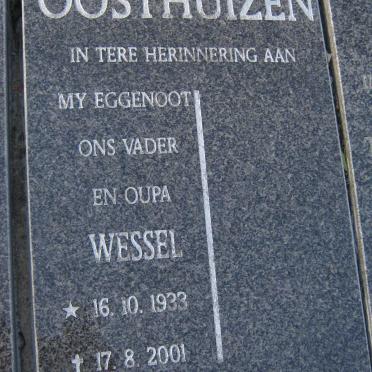 OOSTHUIZEN
IN TERE HERINNERING AAN
MY EGGENOOT
ONS VADER
EN OUPA
WESSEL
★ 16. 10. 1933
✝ 17. 8. 2001